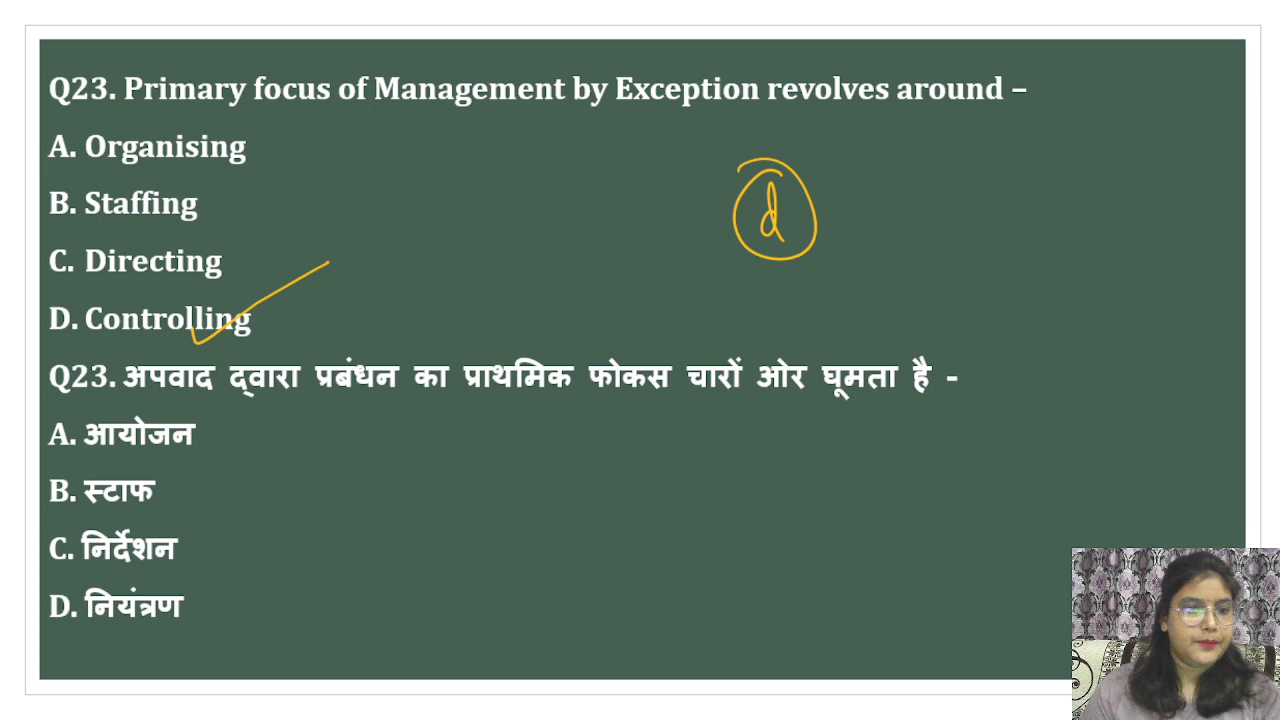 Q23. Primary focus of Management by Exception revolves around –
A. Organising
d
B. Staffing
C. Directing
D. Controlling
Q23. अपवाद द्वारा प्रबंधन का प्राथमिक फोकस चारों ओर घूमता है -
A. आयोजन
B. स्टाफ
C. निर्देशन
D. नियंत्रण